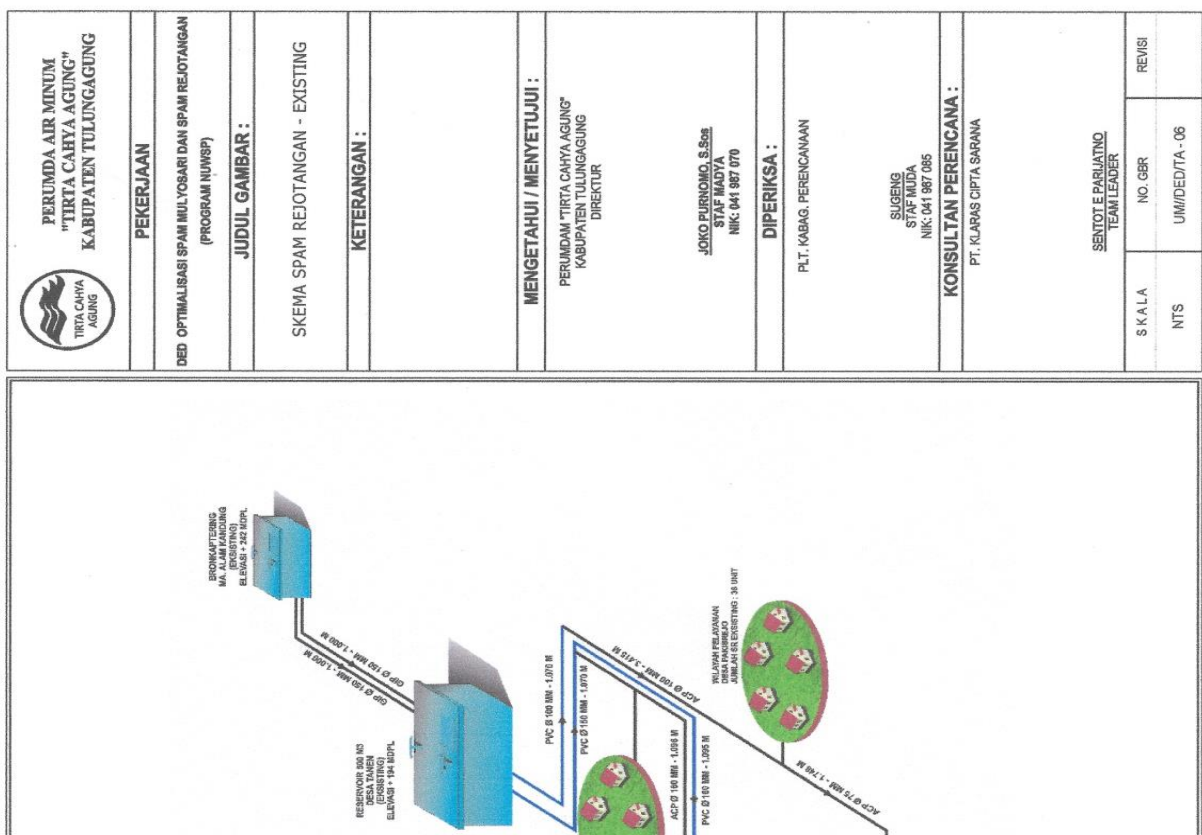 PERUMDA AIR MINUM
"TIRTA CAHYA AGUNG"
KABUPATEN TULUNGAGUNG
TIRTA CAHYA
AGUNG
PEKERJAAN
DED OPTIMALISASI SPAM MULYOSARI DAN SPAM REJOTANGAN
(PROGRAM NUWSP)
JUDUL GAMBAR :
SKEMA SPAM REJOTANGAN - EXISTING
KETERANGAN :
MENGETAHUI / MENYETUJUI :
PERUMDAM "TIRTA CAHYA AGUNG"
KABUPATEN TULUNGAGUNG
DIREKTUR
JOKO PURNOMO, S.Sos
STAF MADYA
NIK: 041 987 070
DIPERIKSA :
PLT. KABAG. PERENCANAAN
SUGENG
STAF MUDA
NIK: 041 987 085
KONSULTAN PERENCANA :
PT. KLARAS CIPTA SARANA
SENTOT E PARIJATNO
TEAM LEADER
SKALA
NO. GBR
REVISI
NTS
UM//DED/TA - 06
BRONKAPTERING
MA. ALAM KANDUNG
(EKSISTING)
ELEVASI + 242 MDPL
GIP Ø 150 MM - 1.000 M
GIP Ø 150 MM - 1.000 M
RESERVOIR 500 M3
DESA TANEN
(EKSISTING)
ELEVASI + 194 MDPL
PVC Ø 100 MM - 1.070 M
PVC Ø 150 MM - 1.070 M
ACP Ø 100 MM - 3.415 M
WILAYAH PELAYANAN
DESA PAKISREJO
JUMLAH SR EKSISTING : 36 UNIT
PVC Ø 100 MM - 1.095 M